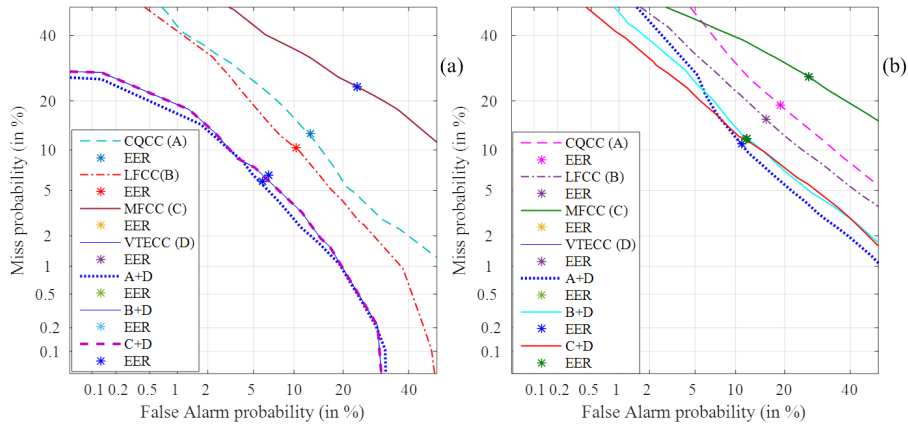 40
20
10
5
2
1
0.5
0.2
0.1
Miss probability (in %)
CQCC (A)
EER
LFCC(B)
EER
MFCC (C)
EER
VTECC (D)
EER
A+D
EER
B+D
EER
C+D
EER
0.1 0.2 0.5 1 2 5 10 20 40
False Alarm probability (in %)
(a)
40
20
10
5
2
1
0.5
0.2
0.1
Miss probability (in %)
CQCC (A)
EER
LFCC (B)
EER
MFCC (C)
EER
VTECC (D)
EER
A+D
EER
B+D
EER
C+D
EER
0.1 0.2 0.5 1 2 5 10 20 40
False Alarm probability (in %)
(b)